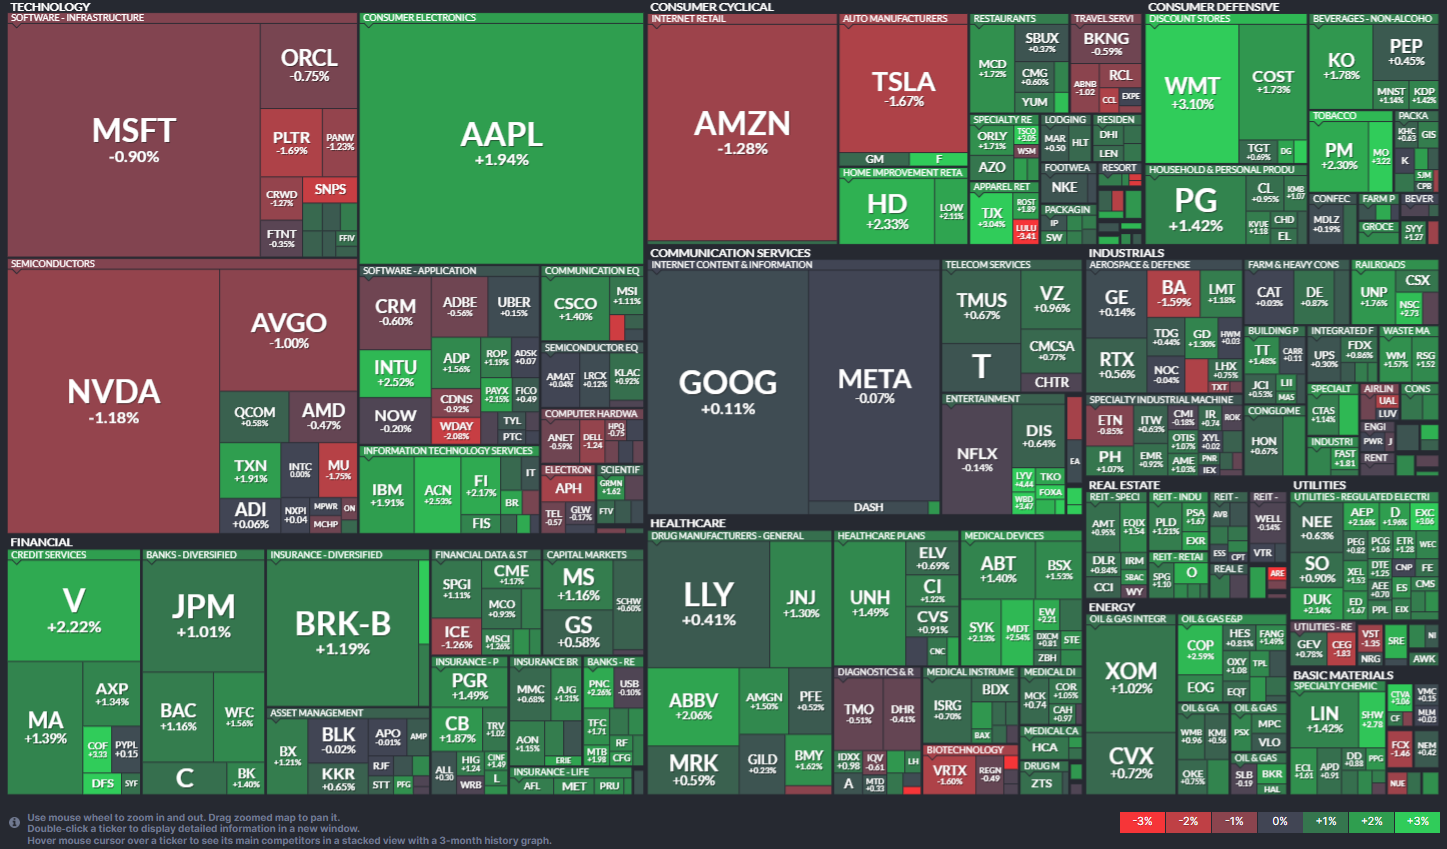 TECHNOLOGY
SOFTWARE - INFRASTRUCTURE
MSFT
-0.90%
ORCL
-0.75%
PLTR
-1.69%
PANW
-1.23%
CRWD
-1.27%
SNPS
FTNT
-0.35%
FFIV
CONSUMER ELECTRONICS
AAPL
+1.94%
SEMICONDUCTORS
NVDA
-1.18%
AVGO
-1.00%
QCOM
+0.58%
AMD
-0.47%
TXN
+1.91%
INTC
0.00%
MU
-1.75%
ADI
+0.06%
NXPI
+0.04
MPWR
ON
MCHP
SOFTWARE - APPLICATION
CRM
-0.60%
ADBE
-0.56%
UBER
+0.15%
INTU
+2.52%
ADP
+1.56%
ROP
+1.19%
ADSK
+0.07
NOW
-0.20%
CDNS
-0.92%
PAYX
+2.15%
FICO
+0.49
WDAY
-2.08%
TYL
PTC
INFORMATION TECHNOLOGY SERVICES
IBM
+1.91%
ACN
+2.53%
FI
+2.17%
IT
BR
FIS
COMMUNICATION EQ
CSCO
+1.40%
MSI
+1.11%
SEMICONDUCTOR EQ
AMAT
+0.04%
LRCX
+0.12%
KLAC
+0.92%
COMPUTER HARDWA
ANET
-0.59%
DELL
-1.24
HPQ
-0.75
ELECTRON
APH
TEL
-0.57
GLW
-0.17%
SCIENTIF
GRMN
+1.62
FTV
CONSUMER CYCLICAL
INTERNET RETAIL
AMZN
-1.28%
AUTO MANUFACTURERS
TSLA
-1.67%
GM
F
HOME IMPROVEMENT RETA
HD
+2.33%
LOW
+2.11%
RESTAURANTS
MCD
+1.72%
SBUX
+0.37%
CMG
+0.60%
YUM
TRAVEL SERVI
BKNG
-0.59%
ABNB
-1.02
RCL
CCL
EXPE
SPECIALTY RE
ORLY
+1.71%
TSCO
+3.05
WSM
AZO
LODGING
MAR
+0.50
HLT
RESIDEN
DHI
LEN
APPAREL RET
TJX
+3.04%
ROST
+1.89
LULU
-3.41
FOOTWEA
NKE
RESORT
PACKAGIN
IP
SW
CONSUMER DEFENSIVE
DISCOUNT STORES
WMT
+3.10%
COST
+1.73%
TGT
+0.69%
DG
BEVERAGES - NON-ALCOHO
KO
+1.78%
PEP
+0.45%
MNST
+1.14%
KDP
+1.42%
HOUSEHOLD & PERSONAL PRODU
PG
+1.42%
CL
+0.95%
KMB
+1.07
KVUE
+1.18
CHD
EL
TOBACCO
PM
+2.30%
MO
+3.22
PACKA
KHC
+0.63
GIS
K
SJM
CPB
CONFEC
MDLZ
+0.19%
FARM P
BEVER
GROCE
SYY
+1.27
COMMUNICATION SERVICES
INTERNET CONTENT & INFORMATION
GOOG
+0.11%
META
-0.07%
DASH
TELECOM SERVICES
TMUS
+0.67%
VZ
+0.96%
T
CMCSA
+0.77%
CHTR
ENTERTAINMENT
NFLX
-0.14%
DIS
+0.64%
LYV
+4.44
TKO
WBD
+3.47
FOXA
EA
INDUSTRIALS
AEROSPACE & DEFENSE
GE
+0.14%
BA
-1.59%
LMT
+1.18%
RTX
+0.56%
TDG
+0.44%
GD
+1.30%
HWM
+0.03
NOC
-0.04%
LHX
+0.75%
TXT
FARM & HEAVY CONS
CAT
+0.03%
DE
+0.87%
RAILROADS
UNP
+1.76%
CSX
NSC
+2.73
BUILDING P
TT
+1.48%
CARR
+0.11
JCI
+0.53%
LII
MAS
INTEGRATED F
UPS
+0.30%
FDX
+0.86%
WASTE MA
WM
+1.57%
RSG
+1.52
SPECIALTY INDUSTRIAL MACHINE
ETN
-0.85%
ITW
+0.63%
CMI
-0.18%
IR
+0.74
ROK
PH
+1.07%
EMR
+0.92%
OTIS
+1.07%
XYL
+0.02
AME
+1.03%
PNR
IEX
CONGLOME
HON
+0.67%
SPECIALT
CTAS
+1.14%
AIRLIN
UAL
LUV
CONS
INDUSTRI
FAST
+1.81
ENGI
PWR
J
RENT
FINANCIAL
CREDIT SERVICES
V
+2.22%
MA
+1.39%
AXP
+1.34%
COF
+3.33
PYPL
+0.15
DFS
SYF
BANKS - DIVERSIFIED
JPM
+1.01%
BAC
+1.16%
WFC
+1.56%
C
BK
+1.40%
INSURANCE - DIVERSIFIED
BRK-B
+1.19%
ASSET MANAGEMENT
BX
+1.21%
BLK
-0.02%
APO
-0.01%
AMP
KKR
+0.65%
RJF
STT
PFG
FINANCIAL DATA & ST
SPGI
+1.11%
CME
+1.17%
MCO
+0.93%
ICE
-1.26%
MSCI
+1.26%
CAPITAL MARKETS
MS
+1.16%
SCHW
+0.60%
GS
+0.58%
INSURANCE - P
PGR
+1.49%
CB
+1.87%
TRV
+1.02
ALL
+0.30
HIG
+1.24
CINF
+1.49
WRB
L
INSURANCE BR
MMC
+0.68%
AJG
+1.31%
AON
+1.15%
ERIE
BANKS - RE
PNC
+2.26%
USB
-0.10%
TFC
+1.71
MTB
+1.98
RF
CFG
INSURANCE - LIFE
AFL
MET
PRU
HEALTHCARE
DRUG MANUFACTURERS - GENERAL
LLY
+0.41%
JNJ
+1.30%
ABBV
+2.06%
AMGN
+1.50%
PFE
+0.52%
MRK
+0.59%
GILD
+0.23%
BMY
+1.62%
HEALTHCARE PLANS
UNH
+1.49%
ELV
+0.69%
CI
+1.22%
CVS
+0.91%
CNC
MEDICAL DEVICES
ABT
+1.40%
BSX
+1.53%
SYK
+2.13%
MDT
+2.54%
EW
+2.21
DXCM
+0.81
STE
ZBH
DIAGNOSTICS & R
TMO
-0.51%
DHR
-0.41%
IDXX
+0.98
IQV
-0.61
LH
A
MTD
+0.33
MEDICAL INSTRUME
ISRG
+0.70%
BDX
BAX
MEDICAL DI
MCK
+0.74
COR
+1.05%
CAH
+0.97
BIOTECHNOLOGY
VRTX
-1.60%
REGN
-0.49
MEDICAL CA
HCA
DRUG M
ZTS
REAL ESTATE
REIT - SPECI
AMT
+0.95%
EQIX
+1.54
DLR
+0.84%
IRM
SBAC
CCI
WY
REIT - INDU
PLD
+1.21%
PSA
+1.67
EXR
REIT -
AVB
ESS
CPT
REIT -
WELL
-0.14%
VTR
REIT - RETAI
SPG
+1.10
O
REAL E
ARE
ENERGY
OIL & GAS INTEGR
XOM
+1.02%
CVX
+0.72%
OIL & GAS E&P
COP
+2.59%
HES
+0.81%
FANG
+1.49%
OXY
+1.08
TPL
EOG
EQT
OIL & GA
WMB
+0.96
KMI
+0.56
OKE
+0.75%
OIL & GAS
PSX
MPC
VLO
OIL & GAS
SLB
-0.19
BKR
HAL
UTILITIES
UTILITIES - REGULATED ELECTRI
NEE
+0.63%
AEP
+2.16%
D
+1.96%
EXC
+3.06
SO
+0.90%
PEG
+0.82
PCG
+1.06
ETR
+1.28
WEC
DUK
+2.14%
XEL
+1.53
DTE
+1.25
CNP
FE
AEE
+0.70
ES
CMS
ED
+1.67
PPL
EIX
UTILITIES - RE
GEV
+0.78%
CEG
-1.83
VST
-1.35
NRG
SRE
NI
AWK
BASIC MATERIALS
SPECIALTY CHEMIC
LIN
+1.42%
SHW
+2.78
ECL
+1.61
APD
+0.91
DD
+0.88
PPG
CTVA
+3.06
CF
VMC
+0.15
MLM
+0.03
FCX
-1.46
NEM
+0.42
NUE
Use mouse wheel to zoom in and out. Drag zoomed map to pan it.
Double-click a ticker to display detailed information in a new window.
Hover mouse cursor over a ticker to see its main competitors in a stacked view with a 3-month history graph.
-3% -2% -1% 0% +1% +2% +3%